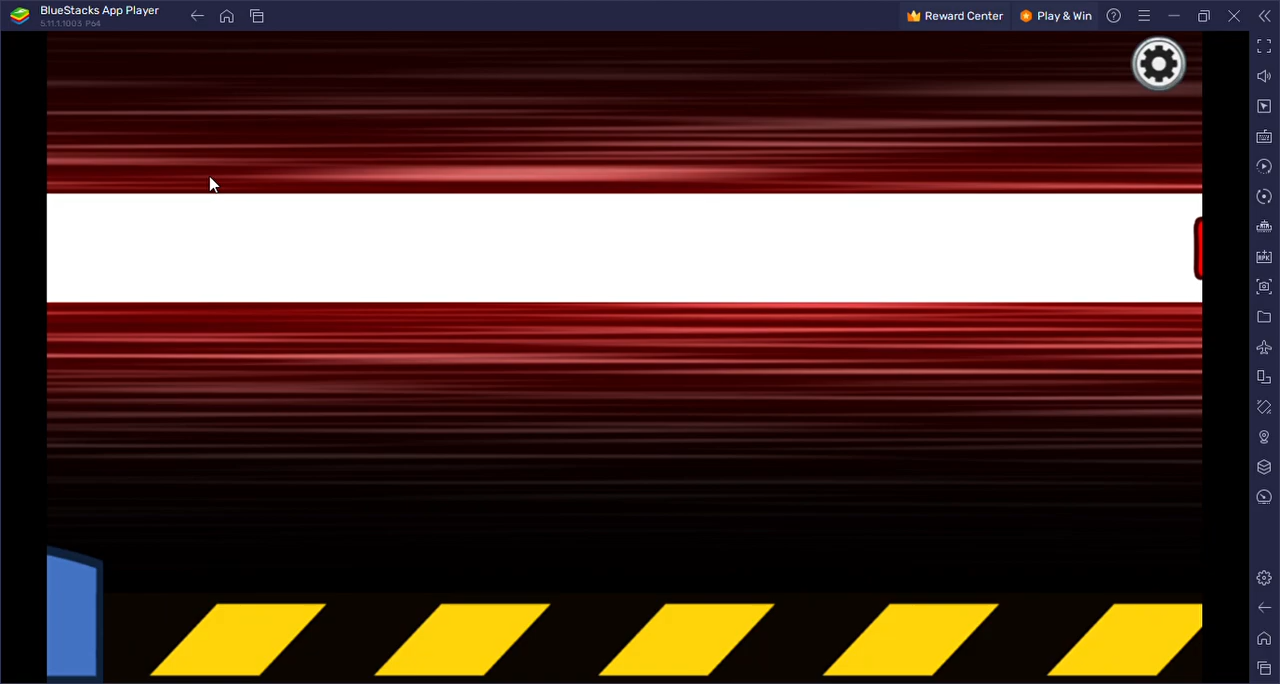 BlueStacks App Player
5.11.1.1003 P64
Reward Center
Play & Win